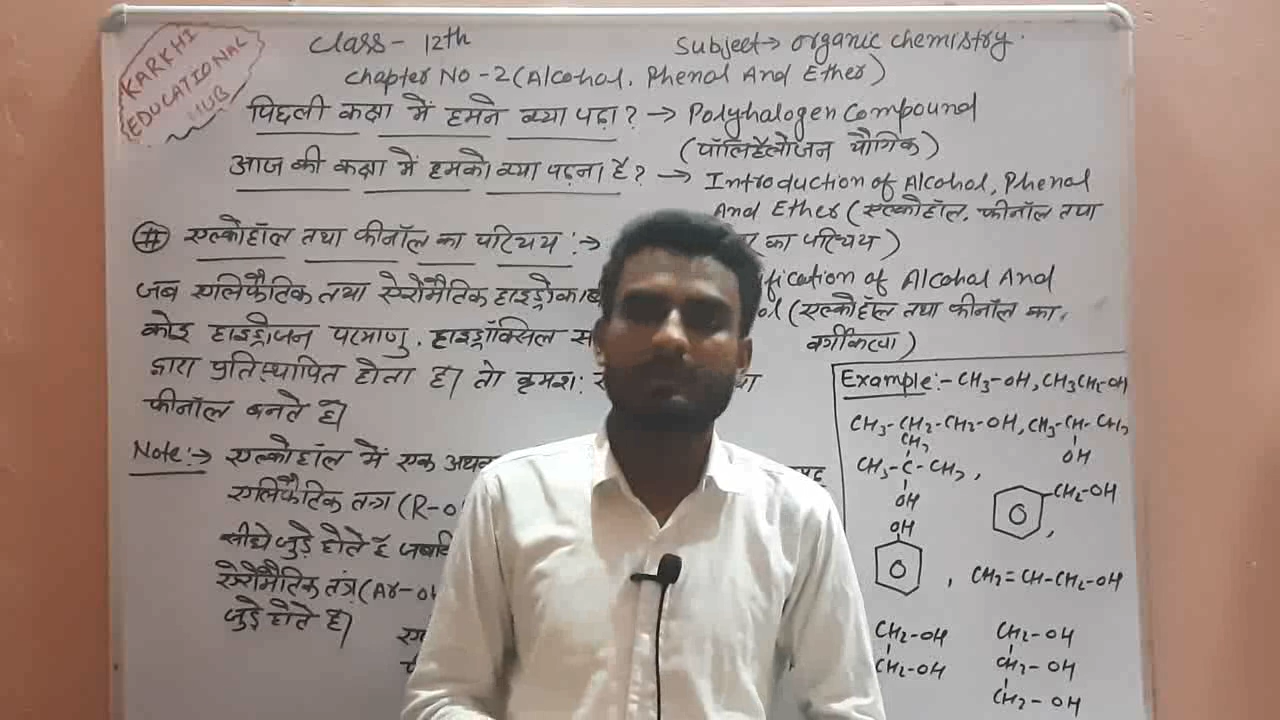 KARKHI
EDUCATIONAL
HUB
Class- 12th
Subject→ Organic Chemistry.
Chapter No -2 (Alcohol, Phenol And Ether)
पिछली कक्षा में हमने क्या पढ़ा? → Polyhalogen Compound
(पॉलिहैलोजन यौगिक)
आज की कक्षा में हमको क्या पढ़ना है? → Introduction of Alcohol, Phenol
And Ether (एल्कोहॉल, फीनॉल तथा
का परिचय)
# एल्कोहॉल तथा फीनॉल का परिचय :→
fication of Alcohol And
ol (एल्कोहॉल तथा फीनॉल का,
वर्गीकरण)
जब एलिफैटिक तथा ऐरोमैटिक हाइड्रोकार्ब
कोई हाइड्रोजन परमाणु, हाइड्रॉक्सिल स
द्वारा प्रतिस्थापित होता है। तो क्रमशः
फीनॉल बनते है।
Note:→ एल्कोहॉल में एक अथवा
एलिफैटिक तन्त्र (R-O
सीधे जुड़े होते है जबकि
ऐरोमैटिक तंत्र (Ar-OH
जुड़े होते है।
Example:- CH3-OH, CH3CH2-OH
CH3-CH2-CH2-OH, CH3-CH-CH3
OH
CH3
CH3-C-CH3,
OH
CH2-OH
,
OH
, CH2=CH-CH2-OH
CH2-OH CH2-OH
CH2-OH CH2-OH
CH2-OH